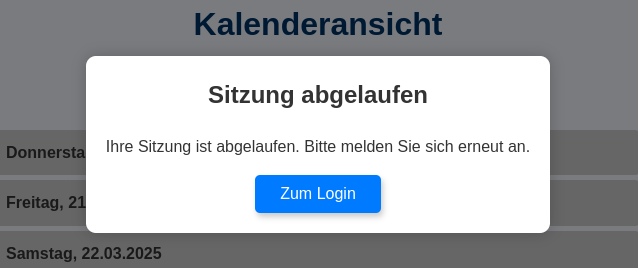 Kalenderansicht
Sitzung abgelaufen
Ihre Sitzung ist abgelaufen. Bitte melden Sie sich erneut an.
Zum Login
Freitag, 21
Samstag, 22.03.2025